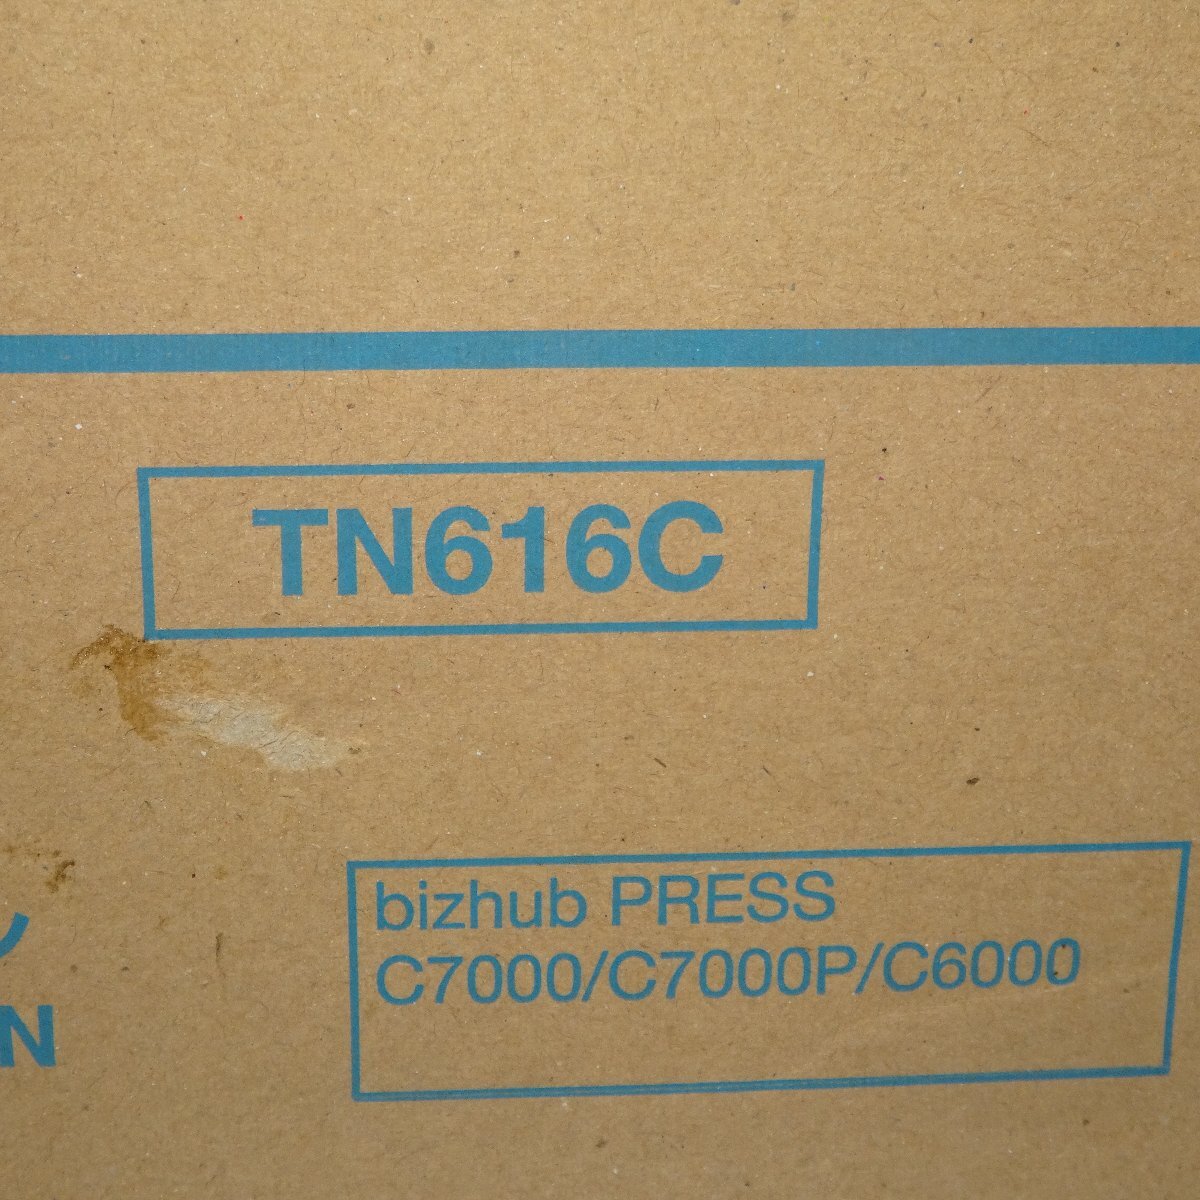 TN616C
bizhub PRESS
C7000/C7000P/C6000
N